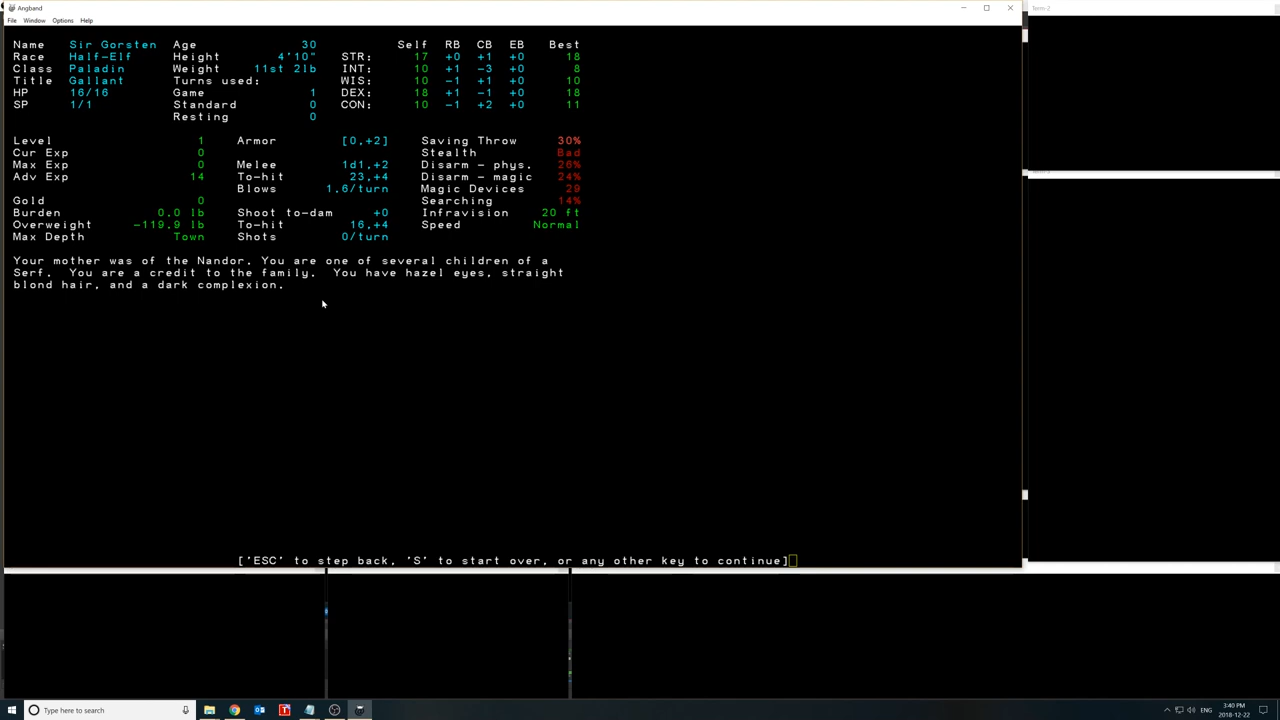 Angband
File Window Options Help
Name Sir Gorsten Age 30 Self RB CB EB Best
Race Half-Elf Height 4'10" STR: 17 +0 +1 +0 18
Class Paladin Weight 11st 2lb INT: 10 +1 -3 +0 8
Title Gallant Turns used: WIS: 10 -1 +1 +0 10
HP 16/16 Game 1 DEX: 18 +1 -1 +0 18
SP 1/1 Standard 0 CON: 10 -1 +2 +0 11
Resting 0
Level 1 Armor [0,+2] Saving Throw 30%
Cur Exp 0 Stealth Bad
Max Exp 0 Melee 1d1,+2 Disarm - phys. 26%
Adv Exp 14 To-hit 23,+4 Disarm - magic 24%
Blows 1.6/turn Magic Devices 29
Gold 0 Searching 14%
Burden 0.0 lb Shoot to-dam +0 Infravision 20 ft
Overweight -119.9 lb To-hit 16,+4 Speed Normal
Max Depth Town Shots 0/turn
Your mother was of the Nandor. You are one of several children of a
Serf. You are a credit to the family. You have hazel eyes, straight
blond hair, and a dark complexion.
['ESC' to step back, 'S' to start over, or any other key to continue]
Term-2
Type here to search
ENG
3:40 PM
2018-12-22